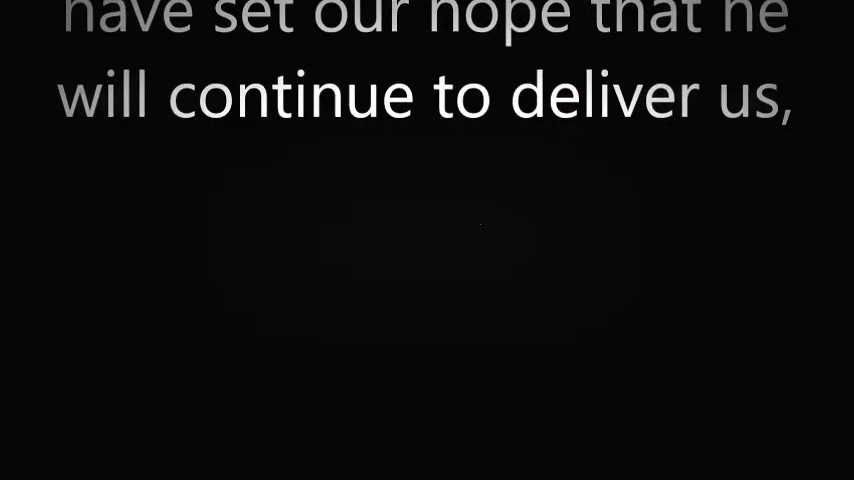 have set our hope that he
will continue to deliver us,